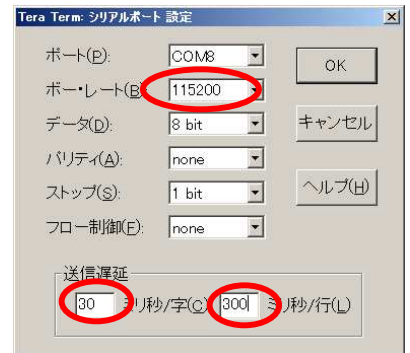 Tera Term: シリアルポート 設定
ポート(P): COM8 OK
ボー・レート(B): 115200
データ(D): 8 bit キャンセル
パリティ(A): none
ストップ(S): 1 bit ヘルプ(H)
フロー制御(F): none
送信遅延
30 ミリ秒/字(C) 300 ミリ秒/行(L)